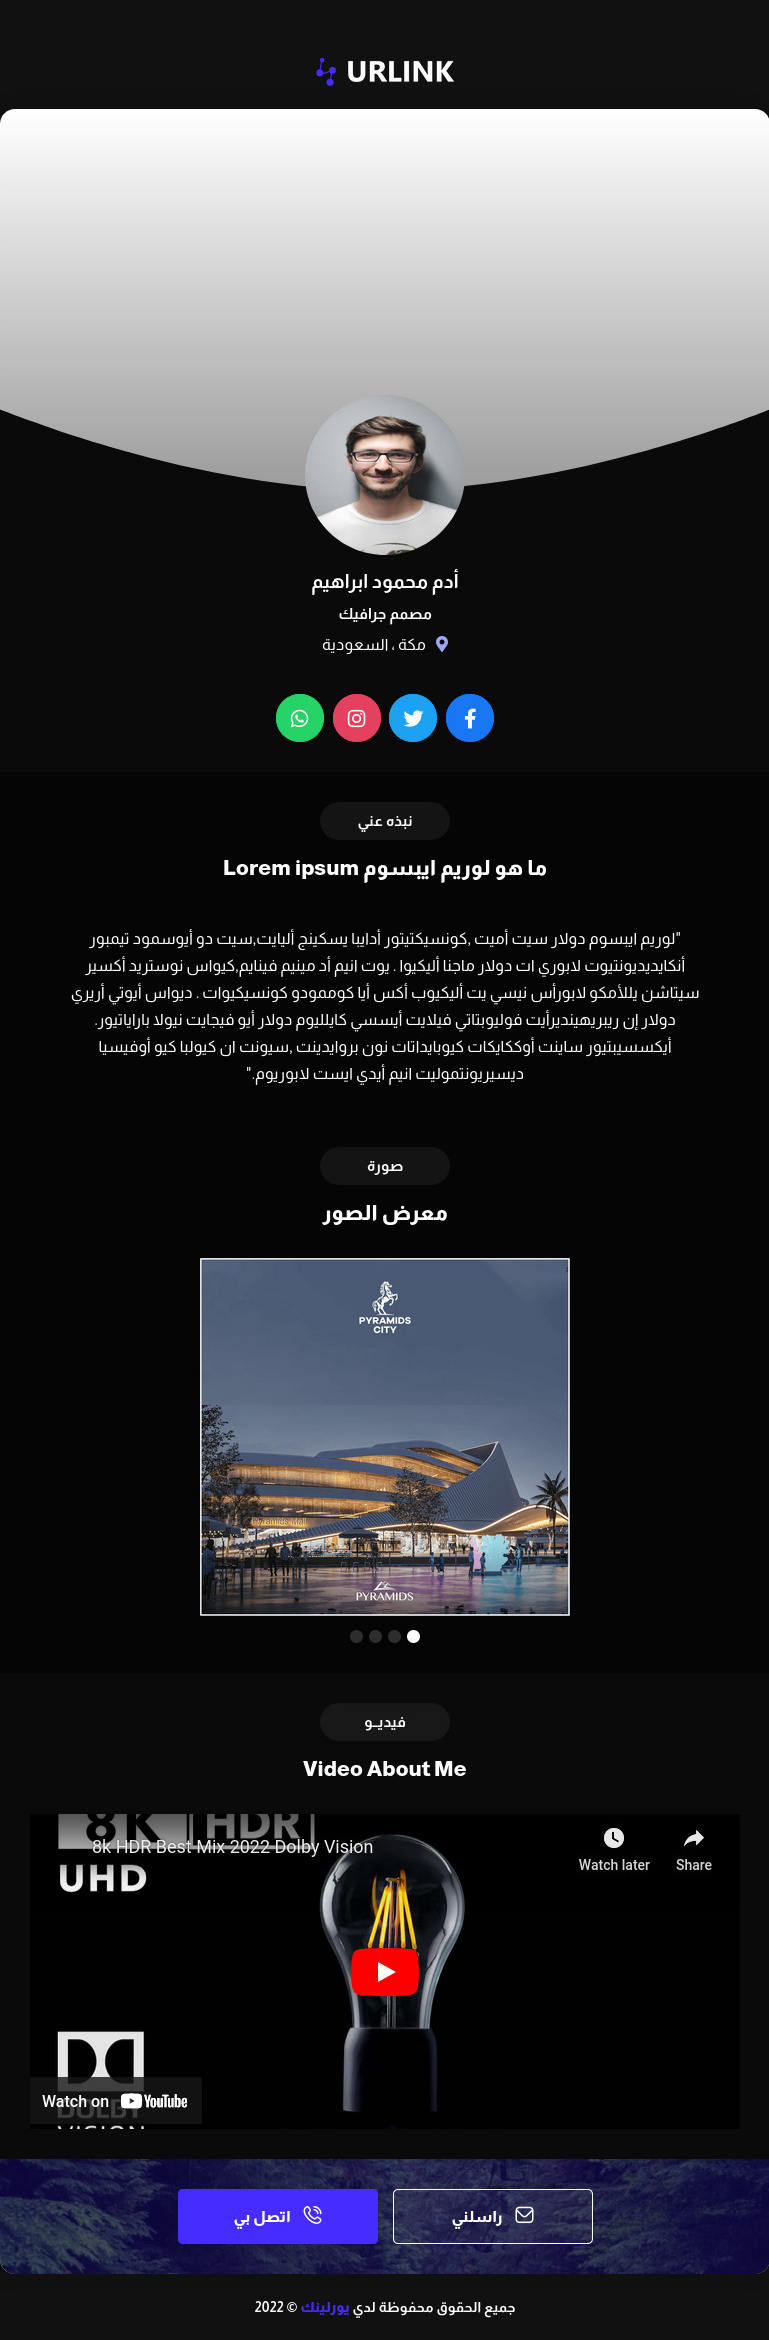 URLINK
أدم محمود ابراهيم
مصمم جرافيك
مكة ، السعودية
نبذه عني
ما هو لوريم ايبسوم Lorem ipsum
"لوريم ايبسوم دولار سيت أميت ,كونسيكتيتور أدايبا يسكينج أليايت,سيت دو أيوسمود تيمبور
أنكايديديونتيوت لابوري ات دولار ماجنا أليكيوا . يوت انيم أد مينيم فينايم,كيواس نوستريد أكسير
سيتاشن يللأمكو لابورأس نيسي يت أليكيوب أكس أيا كوممودو كونسيكيوات . ديواس أيوتي أريري
دولار إن ريبريهينديرأيت فوليوبتاتي فيلايت أيسسي كايلليوم دولار أيو فيجايت نيولا باراياتيور.
أيكسسيبتيور ساينت أوككايكات كيوبايداتات نون بروايدينت ,سيونت ان كيولبا كيو أوفيسيا
ديسيريونتموليت انيم أيدي ايست لابوريوم."
صورة
معرض الصور
PYRAMIDS
CITY
Pyramids Mall
PYRAMIDS
فيديــو
Video About Me
8K HDR
8k HDR Best Mix 2022 Dolby Vision
Watch later
Share
UHD
Watch on YouTube
DOLBY
VISION
راسلني
اتصل بي
جميع الحقوق محفوظة لدي يورلينك © 2022